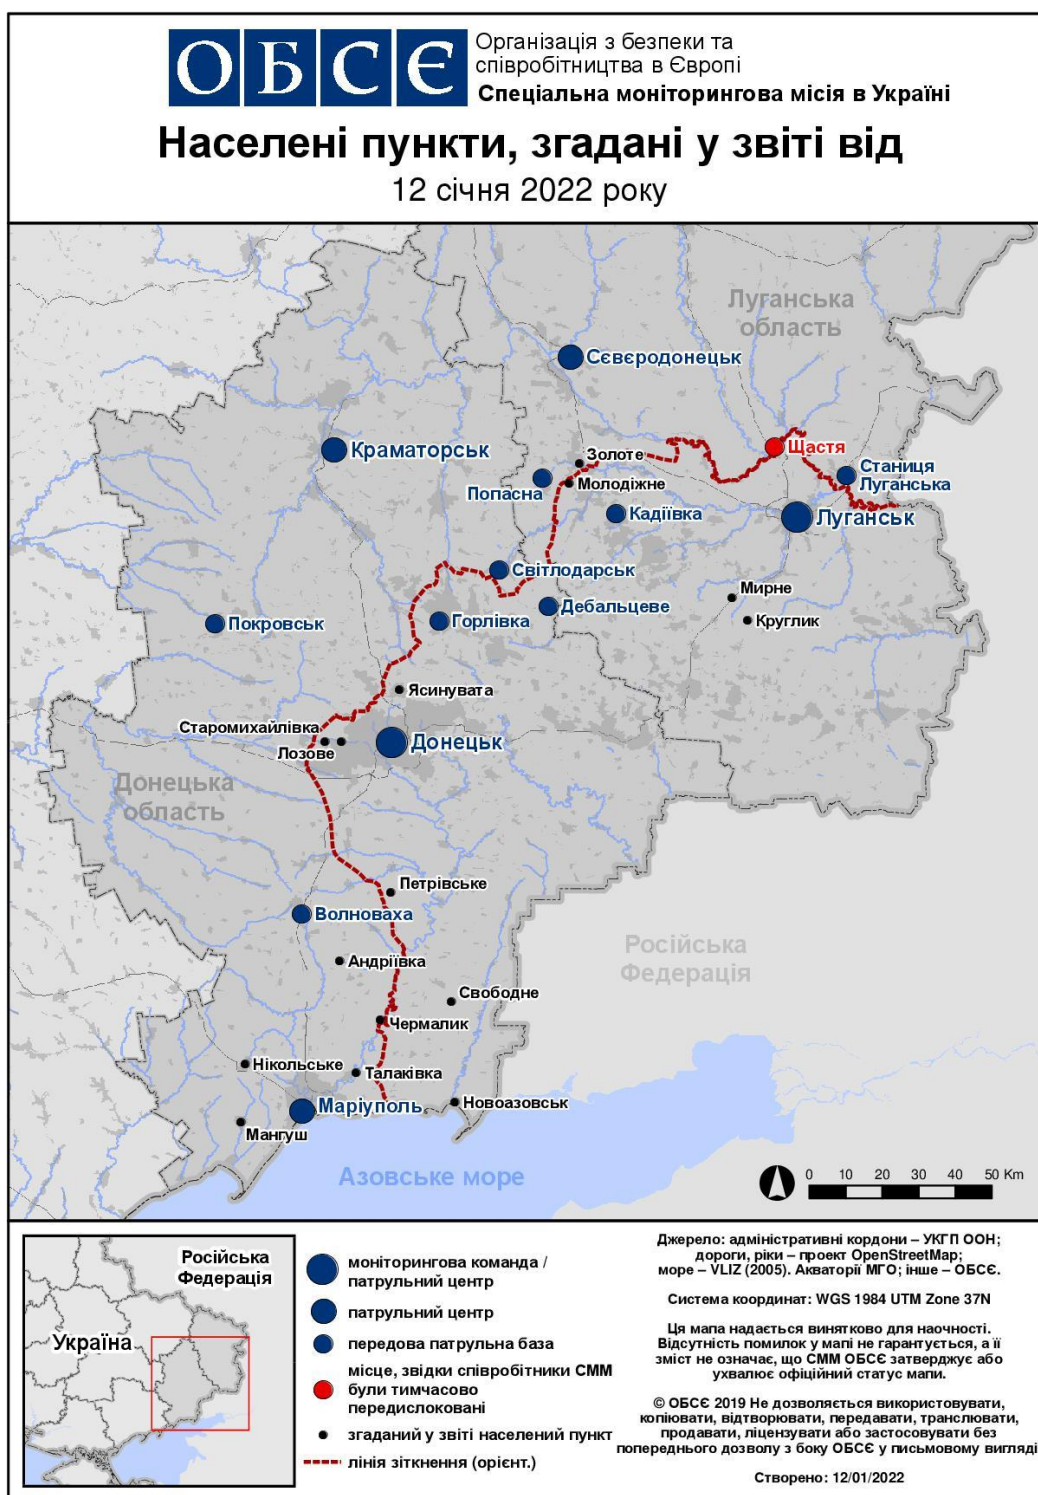 ОБСЄ
Організація з безпеки та
співробітництва в Європі
Спеціальна моніторингова місія в Україні
Населені пункти, згадані у звіті від
12 січня 2022 року
Луганська
область
Сєвєродонецьк
Краматорськ
Золоте
Щастя
Станиця
Луганська
Попасна
Молодіжне
Кадіївка
Луганськ
Світлодарськ
Дебальцеве
Мирне
Круглик
Покровськ
Горлівка
Ясинувата
Старомихайлівка
Лозове
Донецьк
Донецька
область
Петрівське
Волноваха
Андріївка
Російська
Федерація
Свободне
Чермалик
Нікольське
Талаківка
Маріуполь
Новоазовськ
Мангуш
Азовське море
0 10 20 30 40 50 Km
Російська
Федерація
Україна
моніторингова команда /
патрульний центр
патрульний центр
передова патрульна база
місце, звідки співробітники СММ
були тимчасово
передислоковані
згаданий у звіті населений пункт
лінія зіткнення (орієнт.)
Джерело: адміністративні кордони – УКГП ООН;
дороги, ріки – проект OpenStreetMap;
море – VLIZ (2005). Акваторії МГО; інше – ОБСЄ.
Система координат: WGS 1984 UTM Zone 37N
Ця мапа надається винятково для наочності.
Відсутність помилок у мапі не гарантується, а її
зміст не означає, що СММ ОБСЄ затверджує або
ухвалює офіційний статус мапи.
© ОБСЄ 2019 Не дозволяється використовувати,
копіювати, відтворювати, передавати, транслювати,
продавати, ліцензувати або застосовувати без
попереднього дозволу з боку ОБСЄ у письмовому вигляді
Створено: 12/01/2022